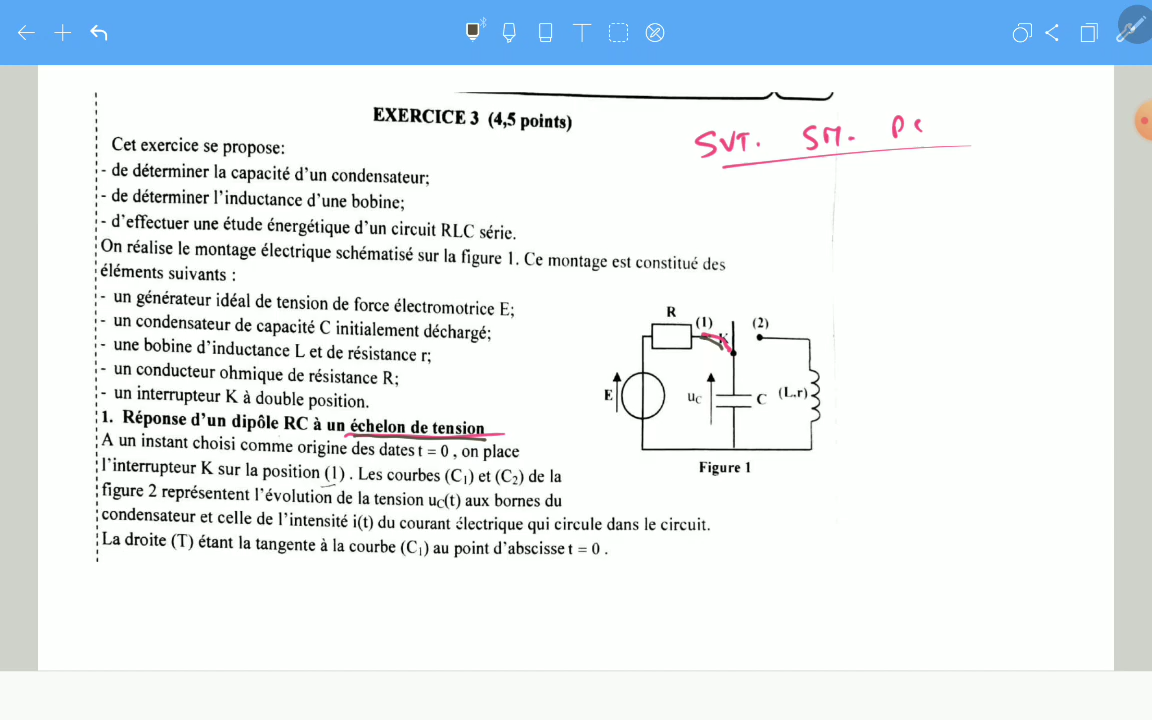 EXERCICE 3 (4,5 points)
SVT. SM. PC
Cet exercice se propose:
- de déterminer la capacité d'un condensateur;
- de déterminer l'inductance d'une bobine;
- d'effectuer une étude énergétique d'un circuit RLC série.
On réalise le montage électrique schématisé sur la figure 1. Ce montage est constitué des
éléments suivants :
- un générateur idéal de tension de force électromotrice E;
- un condensateur de capacité C initialement déchargé;
- une bobine d'inductance L et de résistance r;
- un conducteur ohmique de résistance R;
- un interrupteur K à double position.
1. Réponse d'un dipôle RC à un échelon de tension
A un instant choisi comme origine des dates t = 0 , on place
l'interrupteur K sur la position (1) . Les courbes (C₁) et (C₂) de la
figure 2 représentent l'évolution de la tension uC(t) aux bornes du
condensateur et celle de l'intensité i(t) du courant électrique qui circule dans le circuit.
La droite (T) étant la tangente à la courbe (C₁) au point d'abscisse t = 0 .
R
(1)
(2)
E
uC
C
(L,r)
Figure 1